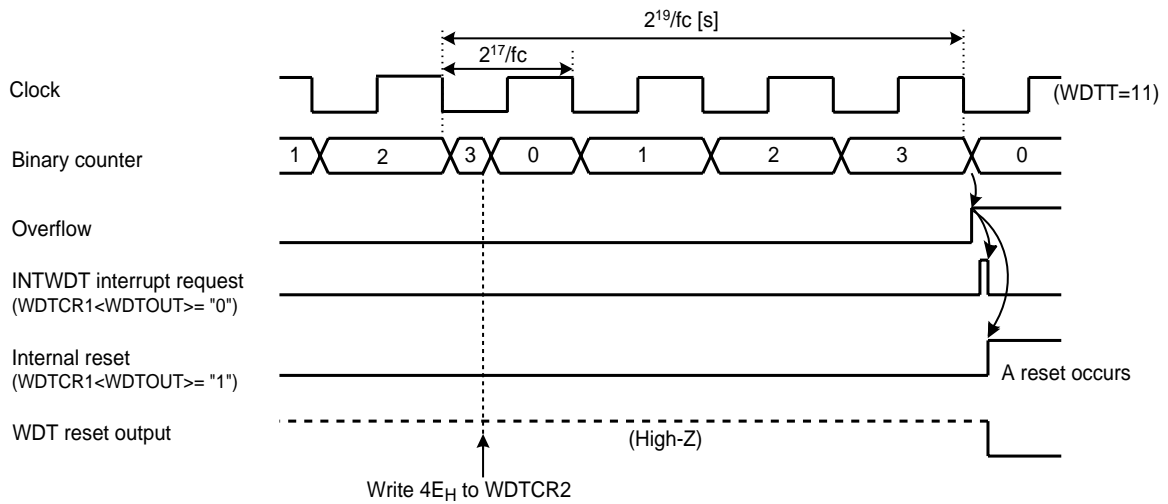 2¹⁹/fc [s]
2¹⁷/fc
Clock
(WDTT=11)
Binary counter
1 2 3 0 1 2 3 0
Overflow
INTWDT interrupt request
(WDTCR1<WDTOUT>= "0")
Internal reset
(WDTCR1<WDTOUT>= "1")
A reset occurs
WDT reset output
(High-Z)
Write 4E_H to WDTCR2